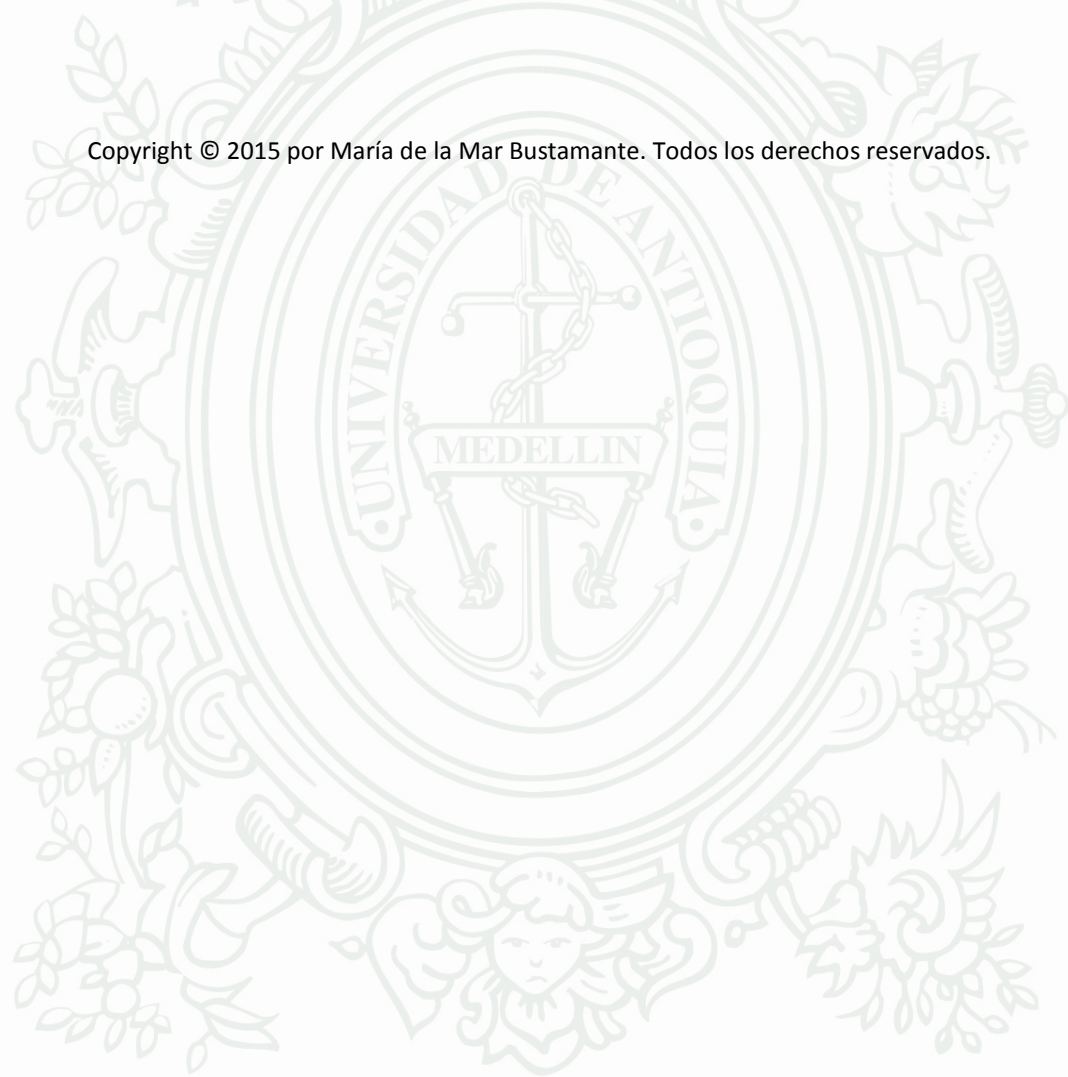 Copyright © 2015 por María de la Mar Bustamante. Todos los derechos reservados.
UNIVERSIDAD DE ANTIOQUIA
MEDELLIN